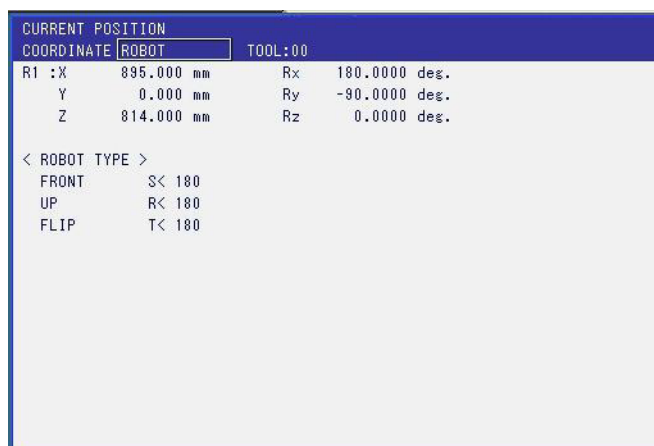 CURRENT POSITION
COORDINATE ROBOT TOOL:00
R1 :X 895.000 mm Rx 180.0000 deg.
Y 0.000 mm Ry -90.0000 deg.
Z 814.000 mm Rz 0.0000 deg.
< ROBOT TYPE >
FRONT S< 180
UP R< 180
FLIP T< 180